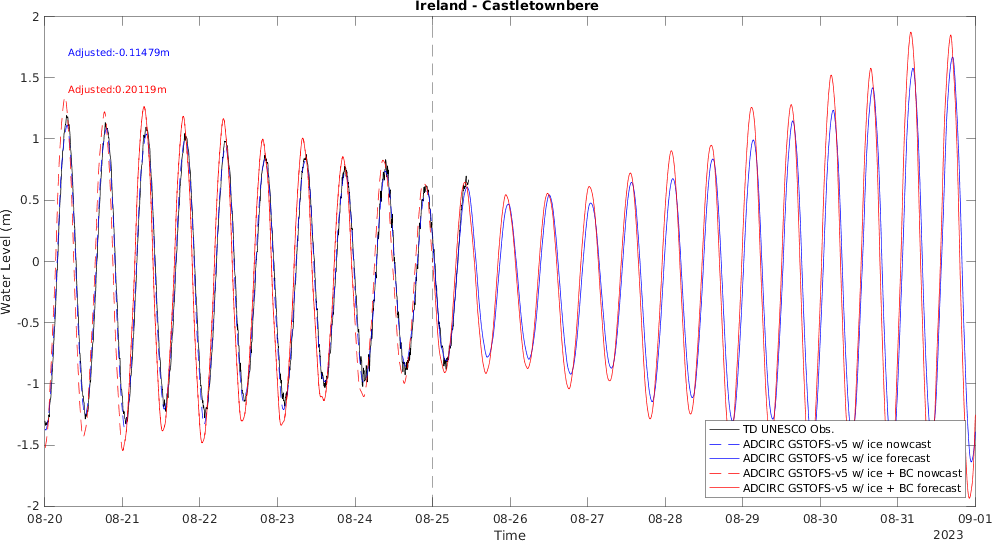 Ireland - Castletownbere
Adjusted:-0.11479m
Adjusted:0.20119m
Water Level (m)
2
1.5
1
0.5
0
-0.5
-1
-1.5
-2
TD UNESCO Obs.
ADCIRC GSTOFS-v5 w/ ice nowcast
ADCIRC GSTOFS-v5 w/ ice forecast
ADCIRC GSTOFS-v5 w/ ice + BC nowcast
ADCIRC GSTOFS-v5 w/ ice + BC forecast
08-20 08-21 08-22 08-23 08-24 08-25 08-26 08-27 08-28 08-29 08-30 08-31 09-01
Time
2023